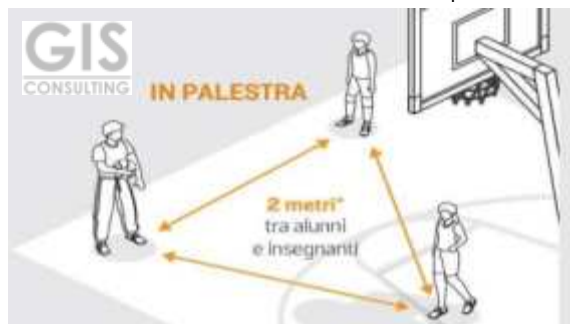 GIS
CONSULTING
IN PALESTRA
2 metri*
tra alunni
e insegnanti